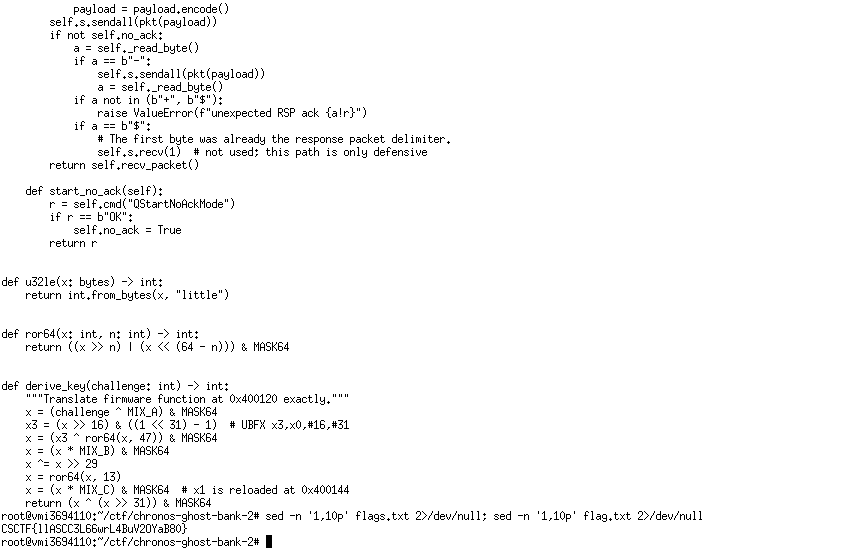 payload = payload.encode()
        self.s.sendall(pkt(payload))
        if not self.no_ack:
            a = self._read_byte()
            if a == b"-":
                self.s.sendall(pkt(payload))
                a = self._read_byte()
            if a not in (b"+", b"$"):
                raise ValueError(f"unexpected RSP ack {a!r}")
            if a == b"$":
                # The first byte was already the response packet delimiter.
                self.s.recv(1)  # not used; this path is only defensive
        return self.recv_packet()

    def start_no_ack(self):
        r = self.cmd("QStartNoAckMode")
        if r == b"OK":
            self.no_ack = True
        return r


def u32le(x: bytes) -> int:
    return int.from_bytes(x, "little")


def ror64(x: int, n: int) -> int:
    return ((x >> n) | (x << (64 - n))) & MASK64


def derive_key(challenge: int) -> int:
    """Translate firmware function at 0x400120 exactly."""
    x = (challenge ^ MIX_A) & MASK64
    x3 = (x >> 16) & ((1 << 31) - 1)  # UBFX x3,x0,#16,#31
    x = (x3 ^ ror64(x, 47)) & MASK64
    x = (x * MIX_B) & MASK64
    x ^= x >> 29
    x = ror64(x, 13)
    x = (x * MIX_C) & MASK64  # x1 is reloaded at 0x400144
    return (x ^ (x >> 31)) & MASK64
root@vmi3694110:~/ctf/chronos-ghost-bank-2# sed -n '1,10p' flags.txt 2>/dev/null; sed -n '1,10p' flag.txt 2>/dev/null
CSCTF{llASCC3L66wrL4BuV2OYaB80}
root@vmi3694110:~/ctf/chronos-ghost-bank-2#